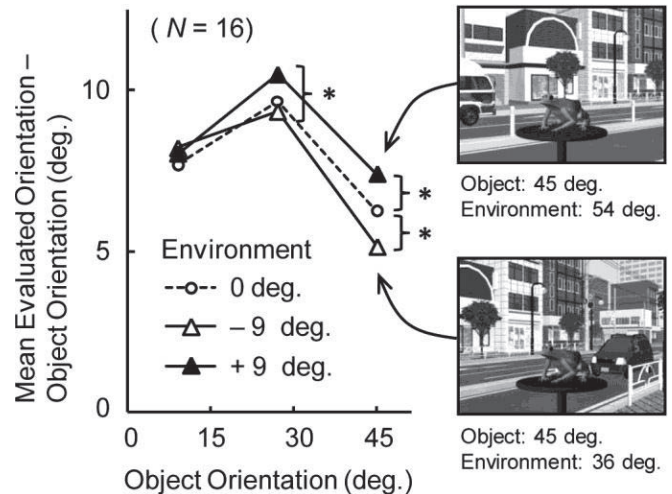 Mean Evaluated Orientation –
Object Orientation (deg.)
( N = 16)
10
5
0
*
*
*
Environment
0 deg.
– 9 deg.
+ 9 deg.
0
15
30
45
Object Orientation (deg.)
Object: 45 deg.
Environment: 54 deg.
Object: 45 deg.
Environment: 36 deg.